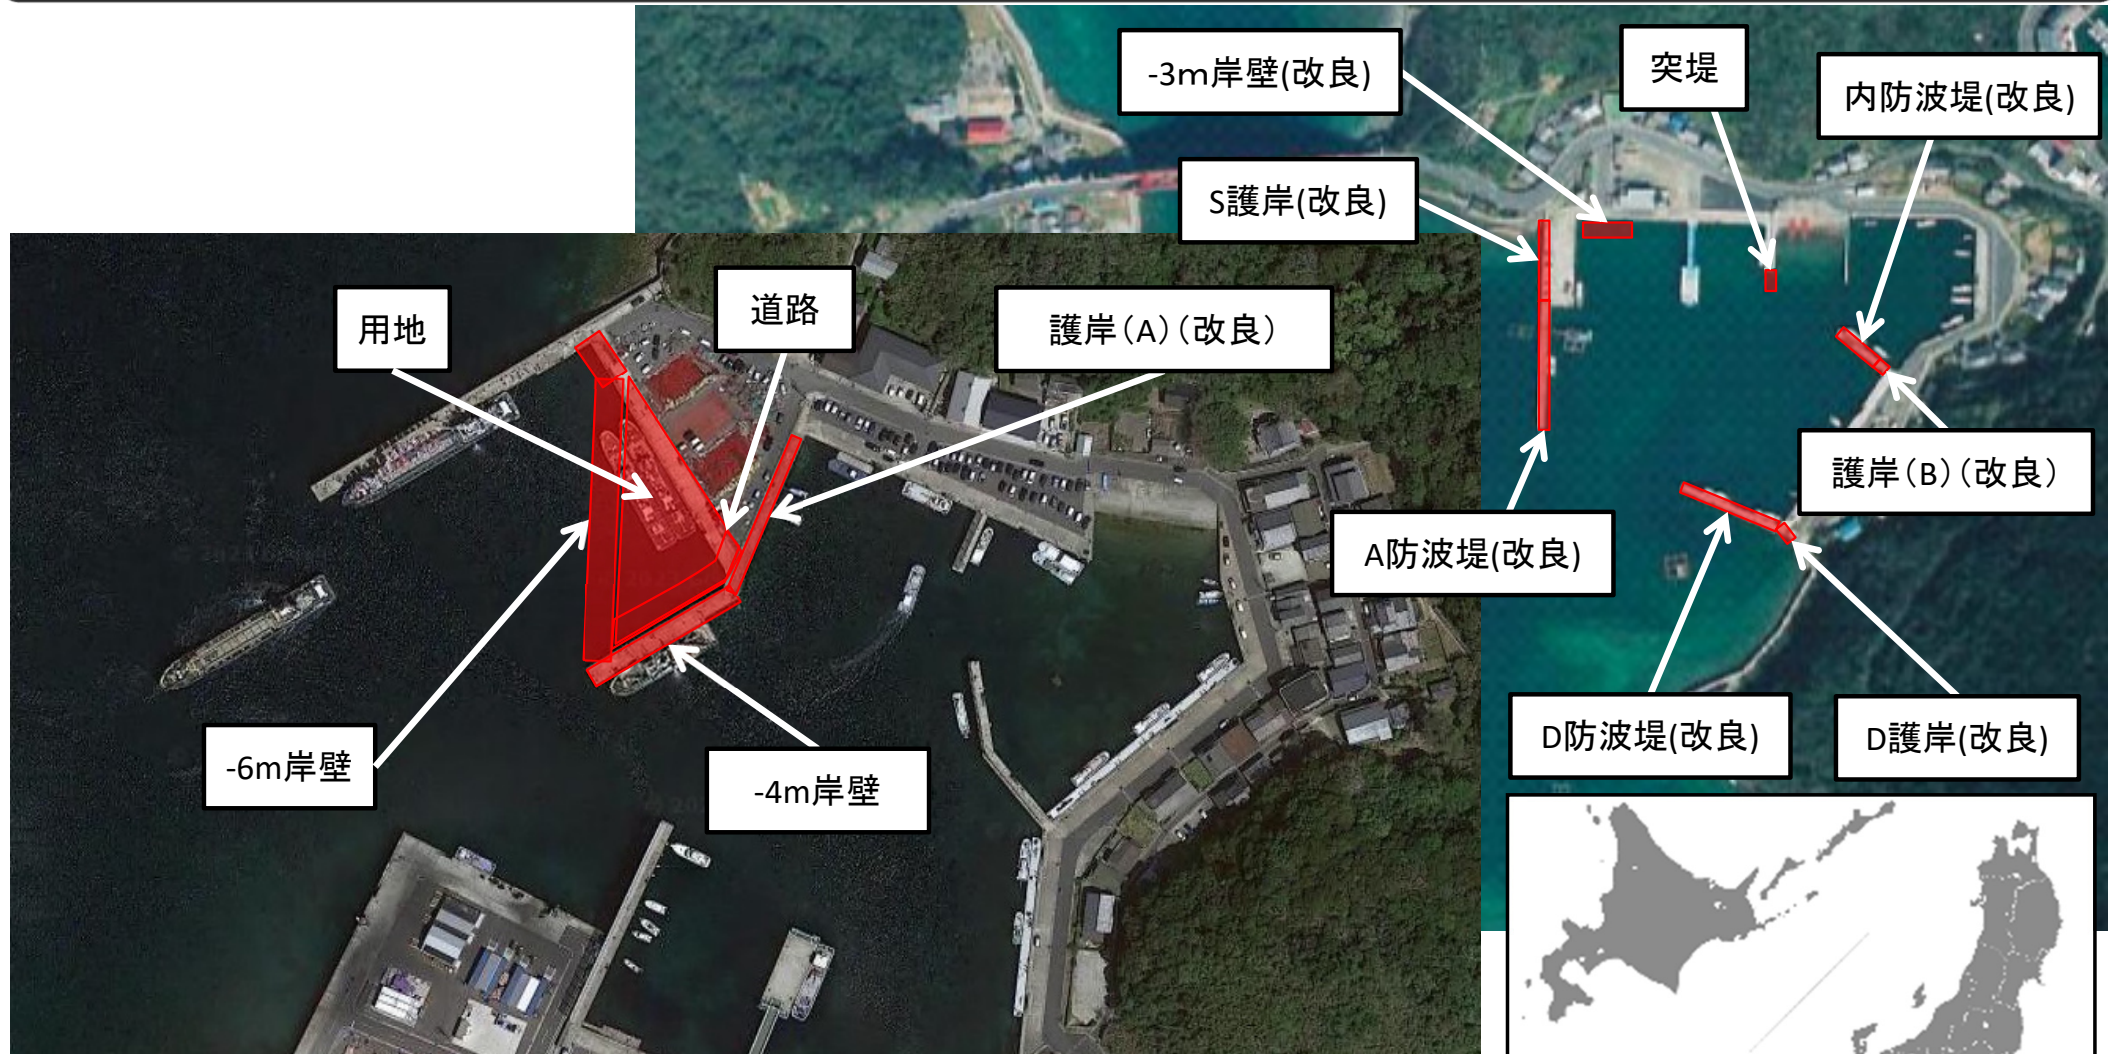 -3m岸壁(改良)
突堤
内防波堤(改良)
S護岸(改良)
用地
道路
護岸(A)(改良)
護岸(B)(改良)
A防波堤(改良)
-6m岸壁
-4m岸壁
D防波堤(改良)
D護岸(改良)